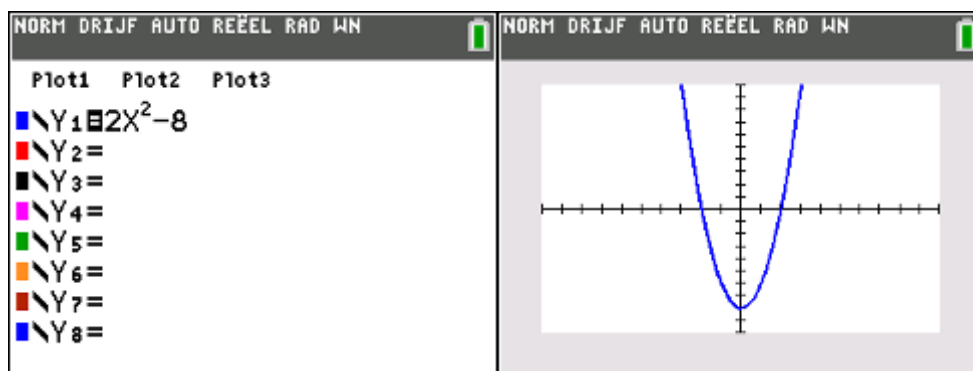 NORM DRIJF AUTO REËEL RAD WN
Plot1 Plot2 Plot3
\Y1=2X²-8
\Y2=
\Y3=
\Y4=
\Y5=
\Y6=
\Y7=
\Y8=
NORM DRIJF AUTO REËEL RAD WN